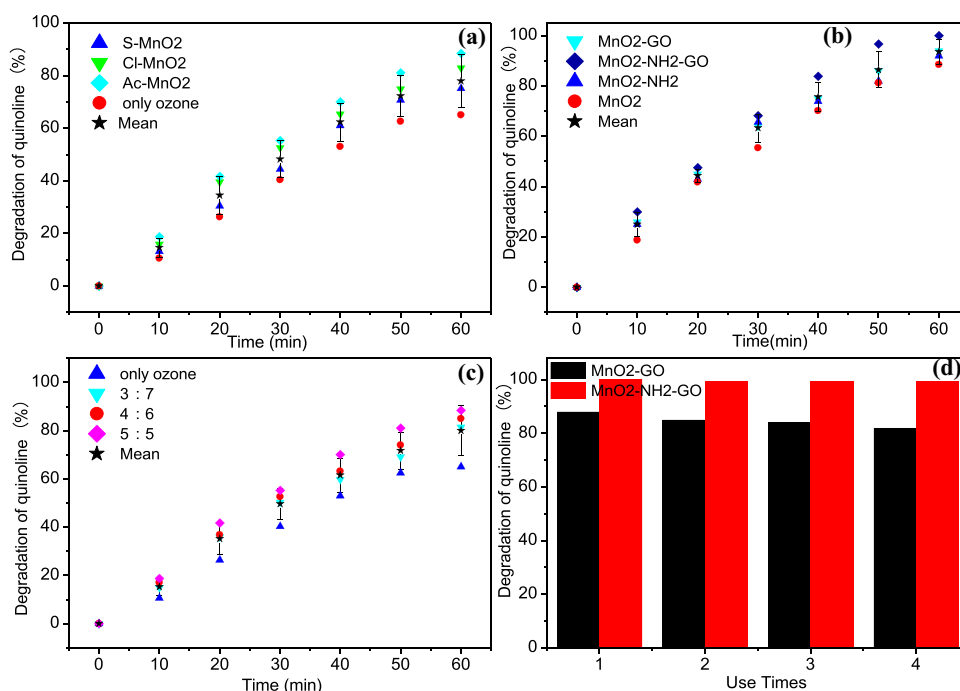 (a)
S-MnO2
Cl-MnO2
Ac-MnO2
only ozone
Mean
Degradation of quinoline (%)
100
80
60
40
20
0
0 10 20 30 40 50 60
Time (min)
(b)
MnO2-GO
MnO2-NH2-GO
MnO2-NH2
MnO2
Mean
Degradation of quinoline (%)
100
80
60
40
20
0
0 10 20 30 40 50 60
Time(min)
(c)
only ozone
3 : 7
4 : 6
5 : 5
Mean
Degradation of quinoline (%)
100
80
60
40
20
0
0 10 20 30 40 50 60
Time (min)
(d)
MnO2-GO
MnO2-NH2-GO
Degradation of quinoline (%)
100
80
60
40
20
0
1 2 3 4
Use Times